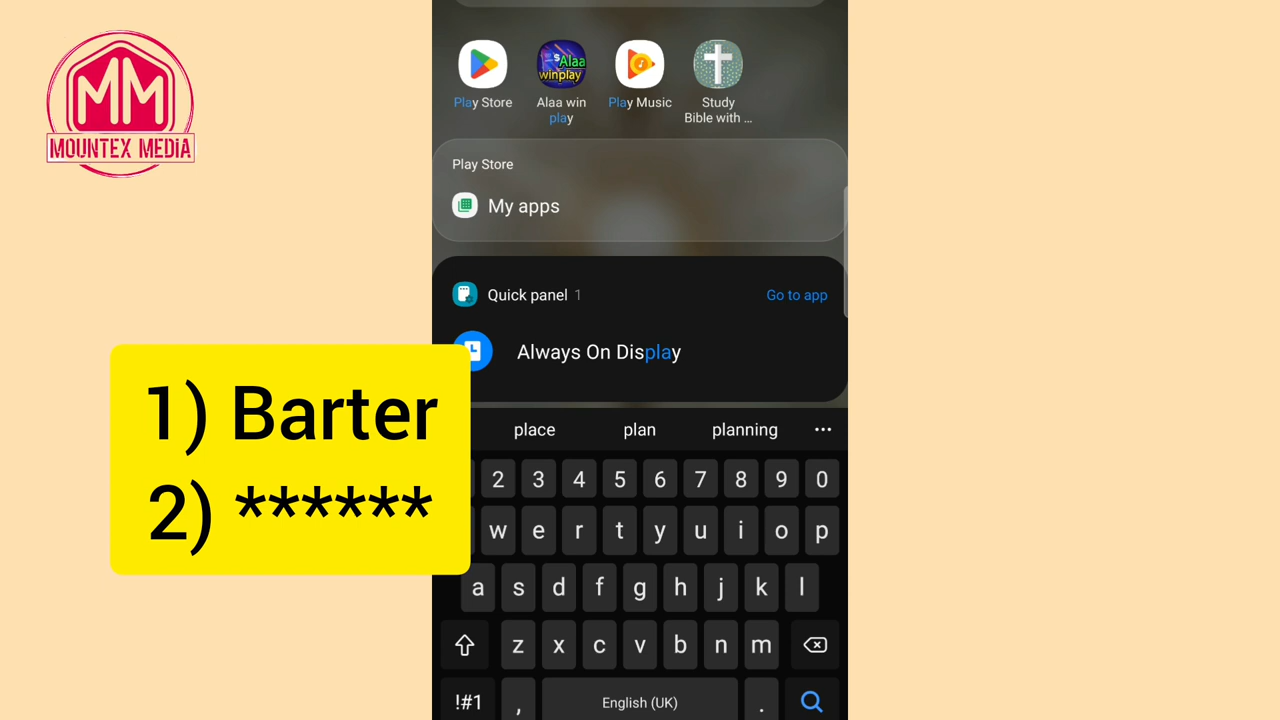 MM
MOUNTEX MEDIA
$Alaa
winplay
Play Store
Alaa win
play
Play Music
Study
Bible with ...
Play Store
My apps
Quick panel 1
Go to app
Always On Display
1) Barter
2) ******
place plan planning ...
2 3 4 5 6 7 8 9 0
w e r t y u i o p
a s d f g h j k l
z x c v b n m
!#1 , English (UK) .